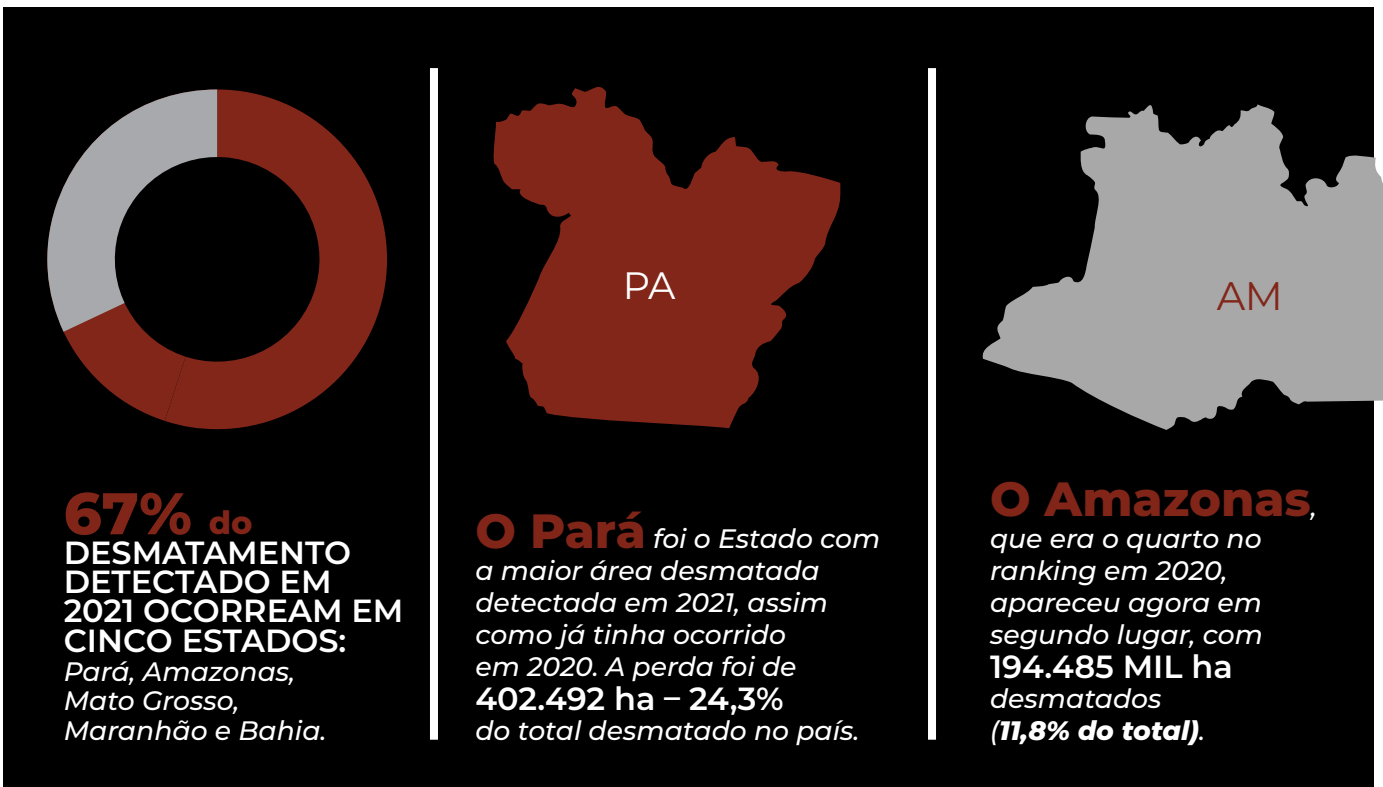 67% do
DESMATAMENTO
DETECTADO EM
2021 OCORREAM EM
CINCO ESTADOS:
Pará, Amazonas,
Mato Grosso,
Maranhão e Bahia.
PA
O Pará foi o Estado com
a maior área desmatada
detectada em 2021, assim
como já tinha ocorrido
em 2020. A perda foi de
402.492 ha – 24,3%
do total desmatado no país.
AM
O Amazonas,
que era o quarto no
ranking em 2020,
apareceu agora em
segundo lugar, com
194.485 MIL ha
desmatados
(11,8% do total).